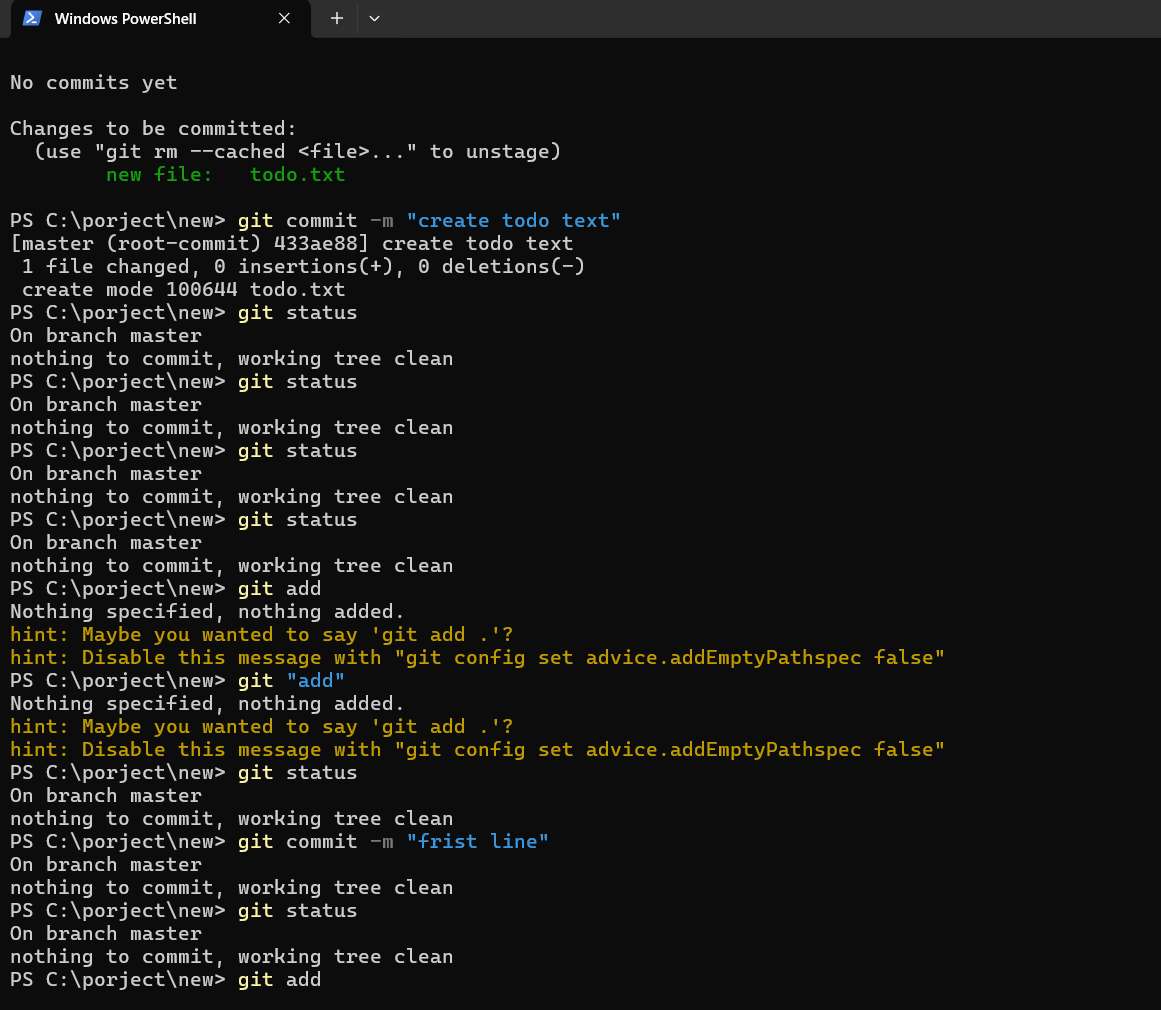 Windows PowerShell
No commits yet
Changes to be committed:
  (use "git rm --cached <file>..." to unstage)
        new file:   todo.txt
PS C:\porject\new> git commit -m "create todo text"
[master (root-commit) 433ae88] create todo text
 1 file changed, 0 insertions(+), 0 deletions(-)
 create mode 100644 todo.txt
PS C:\porject\new> git status
On branch master
nothing to commit, working tree clean
PS C:\porject\new> git status
On branch master
nothing to commit, working tree clean
PS C:\porject\new> git status
On branch master
nothing to commit, working tree clean
PS C:\porject\new> git status
On branch master
nothing to commit, working tree clean
PS C:\porject\new> git add
Nothing specified, nothing added.
hint: Maybe you wanted to say 'git add .'?
hint: Disable this message with "git config set advice.addEmptyPathspec false"
PS C:\porject\new> git "add"
Nothing specified, nothing added.
hint: Maybe you wanted to say 'git add .'?
hint: Disable this message with "git config set advice.addEmptyPathspec false"
PS C:\porject\new> git status
On branch master
nothing to commit, working tree clean
PS C:\porject\new> git commit -m "frist line"
On branch master
nothing to commit, working tree clean
PS C:\porject\new> git status
On branch master
nothing to commit, working tree clean
PS C:\porject\new> git add